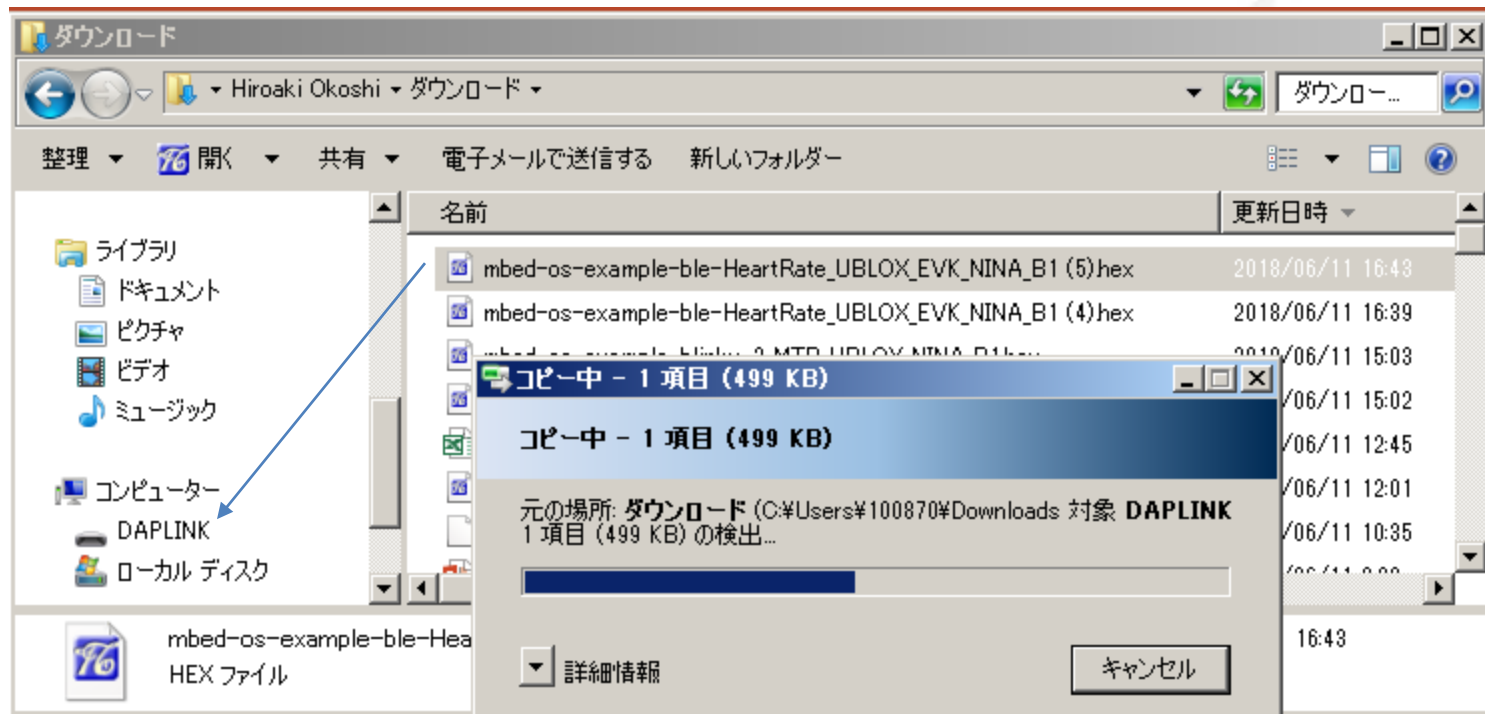 ダウンロード
Hiroaki Okoshi ダウンロード
ダウンロー...
整理 開く 共有 電子メールで送信する 新しいフォルダー
名前 更新日時
ライブラリ
ドキュメント
ピクチャ
ビデオ
ミュージック
コンピューター
DAPLINK
ローカル ディスク
mbed-os-example-ble-HeartRate_UBLOX_EVK_NINA_B1 (5).hex 2018/06/11 16:43
mbed-os-example-ble-HeartRate_UBLOX_EVK_NINA_B1 (4).hex 2018/06/11 16:39
/06/11 15:03
/06/11 15:02
/06/11 12:45
/06/11 12:01
/06/11 10:35
コピー中 - 1 項目 (499 KB)
コピー中 - 1 項目 (499 KB)
元の場所: ダウンロード (C:¥Users¥100870¥Downloads 対象 DAPLINK
1 項目 (499 KB) の検出...
詳細情報
キャンセル
mbed-os-example-ble-Hea 16:43
HEX ファイル